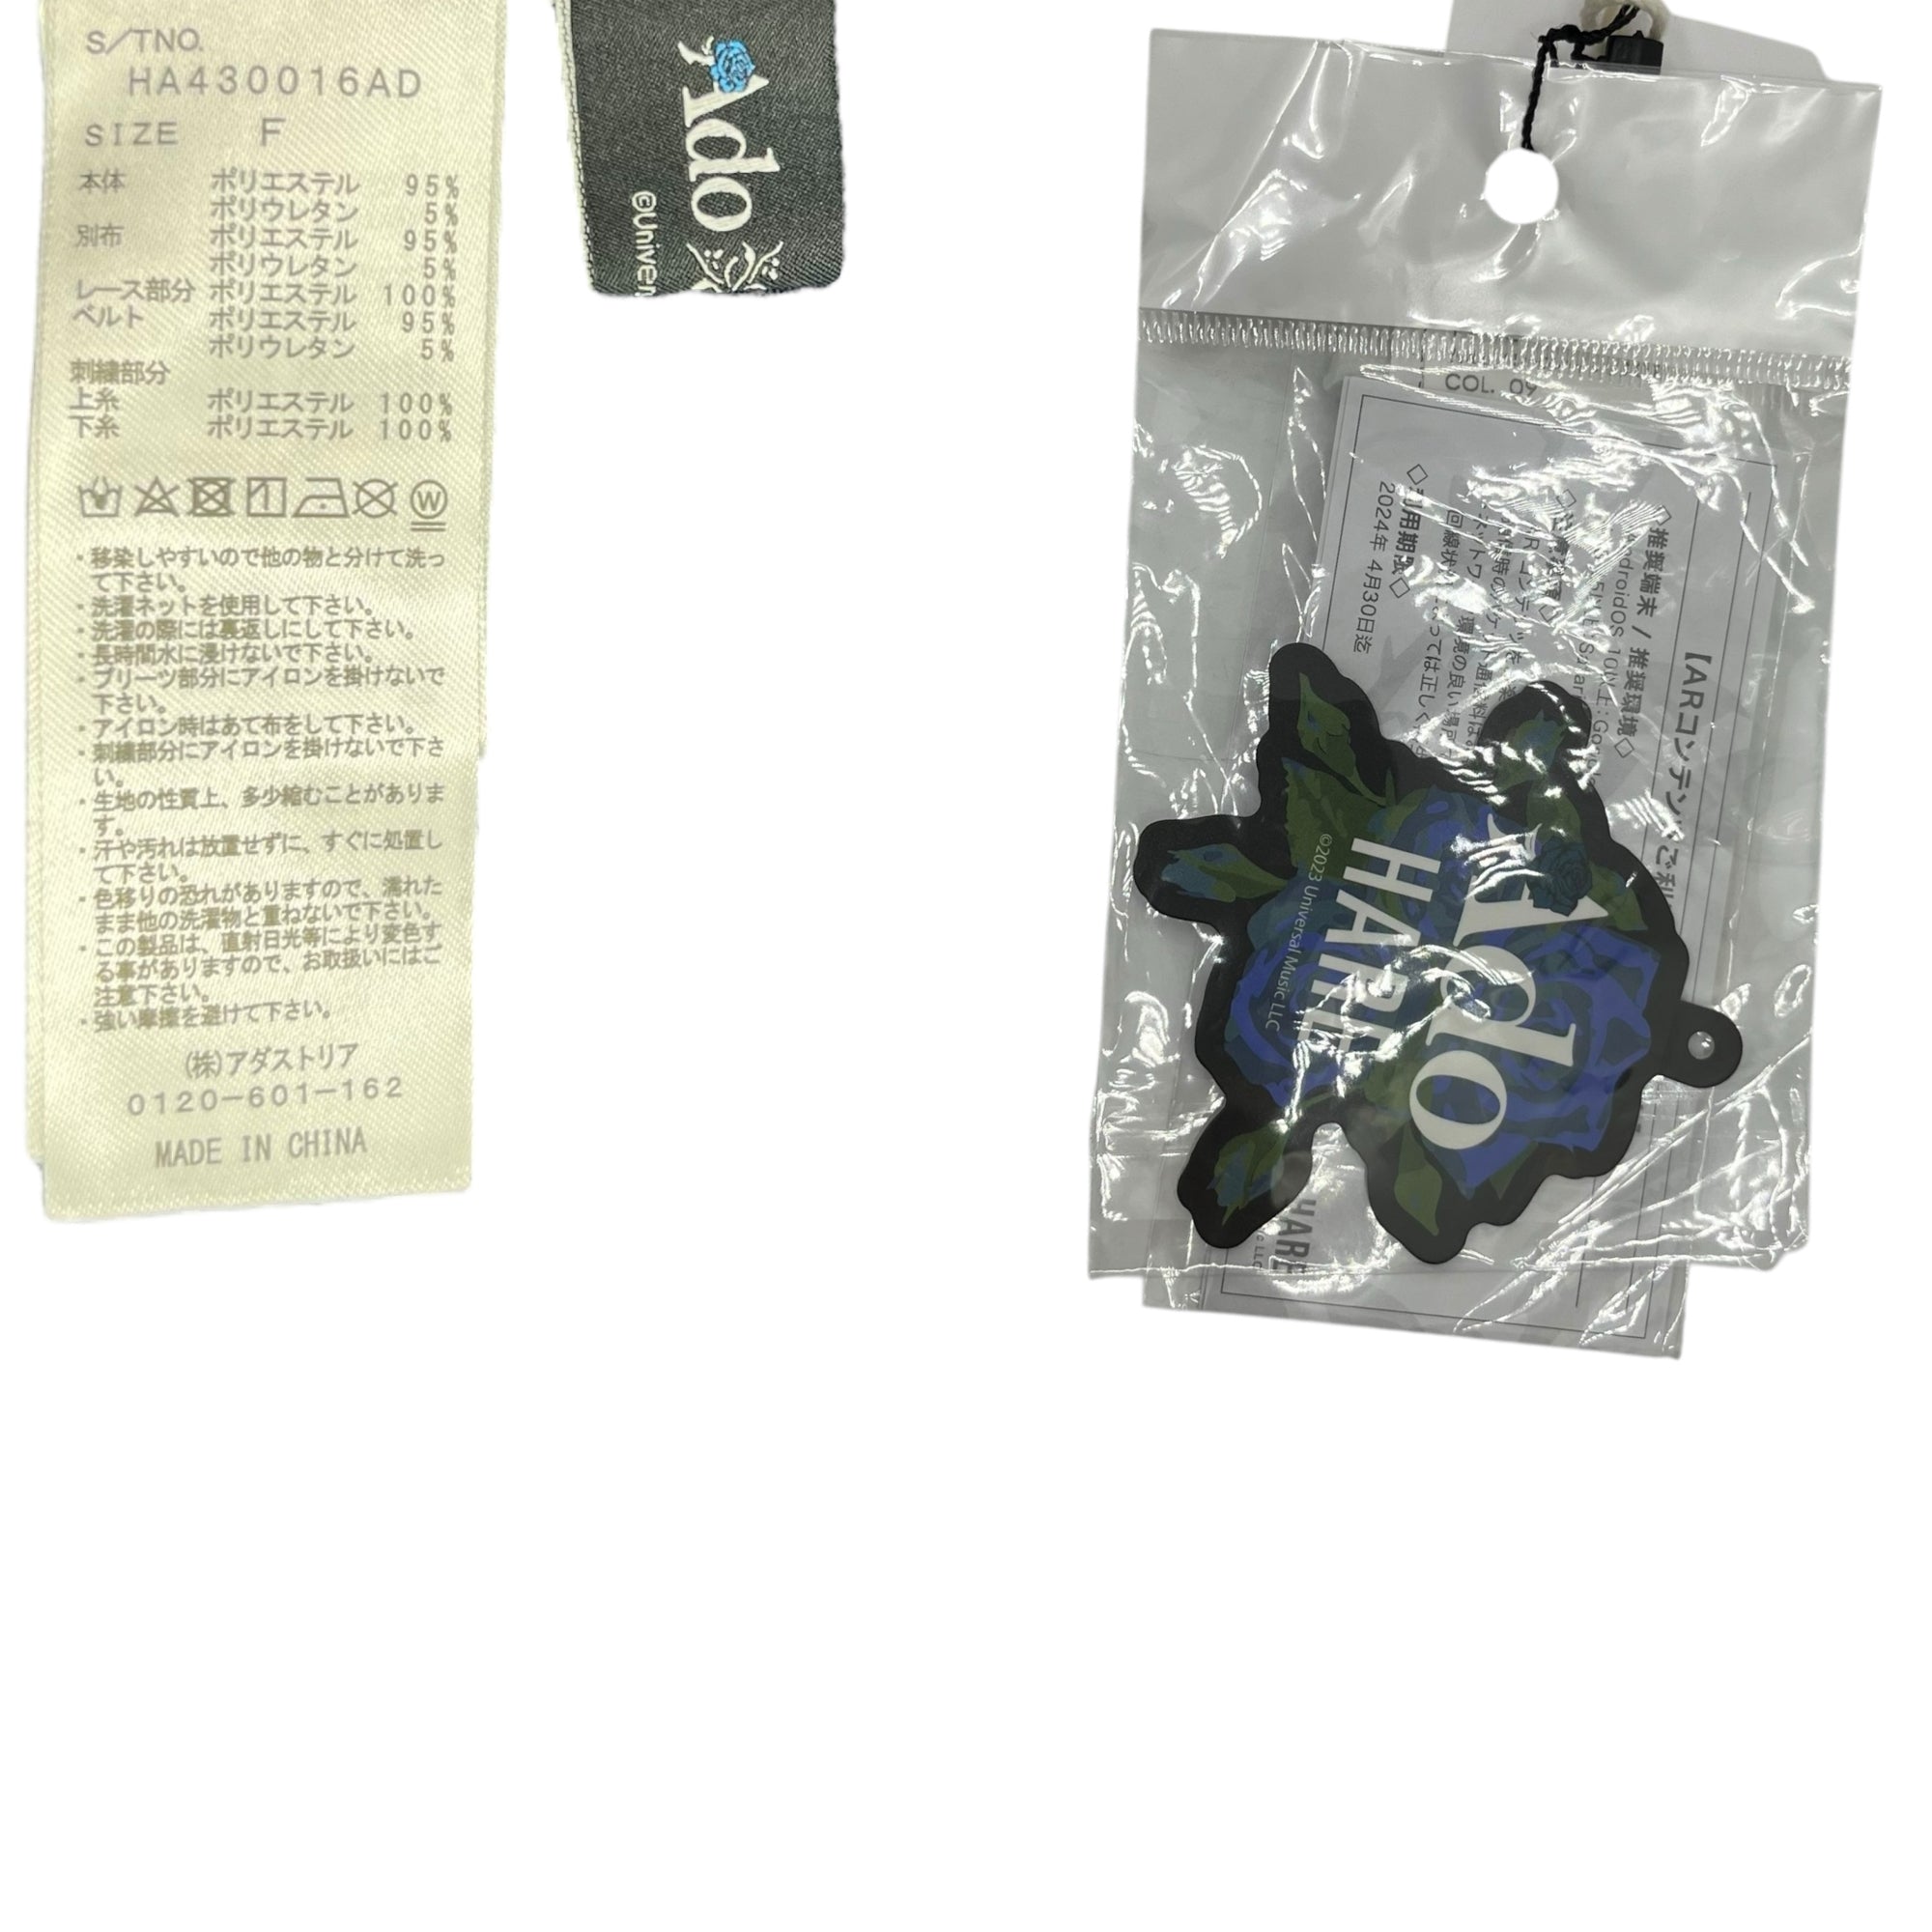 S/TNO.
HA430016AD
SIZE F
本体 ポリエステル 95%
ポリウレタン 5%
別布 ポリエステル 95%
ポリウレタン 5%
レース部分 ポリエステル 100%
ベルト ポリエステル 95%
ポリウレタン 5%
刺繍部分
上糸 ポリエステル 100%
下糸 ポリエステル 100%
W
・移染しやすいので他の物と分けて洗っ
て下さい。
・洗濯ネットを使用して下さい。
・洗濯の際には裏返しにして下さい。
・長時間水に浸けないで下さい。
・プリーツ部分にアイロンを掛けないで
下さい。
・アイロン時はあて布をして下さい。
・刺繍部分にアイロンを掛けないで下さ
い。
・生地の性質上、多少縮むことがありま
す。
・汗や汚れは放置せずに、すぐに処置し
て下さい。
・色移りの恐れがありますので、濡れた
まま他の洗濯物と重ねないで下さい。
・この製品は、直射日光等により変色す
る事がありますので、お取扱いにはご
注意下さい。
・強い摩擦を避けて下さい。
(株)アダストリア
0120-601-162
MADE IN CHINA
Ado
©Univer
COL. 09
【ARコンテンツ
◇推奨端末 / 推奨環境◇
◇利用期限◇
2024年 4月30日迄
Ado
HARE
©2023 Universal Music LLC
HARE
LLC